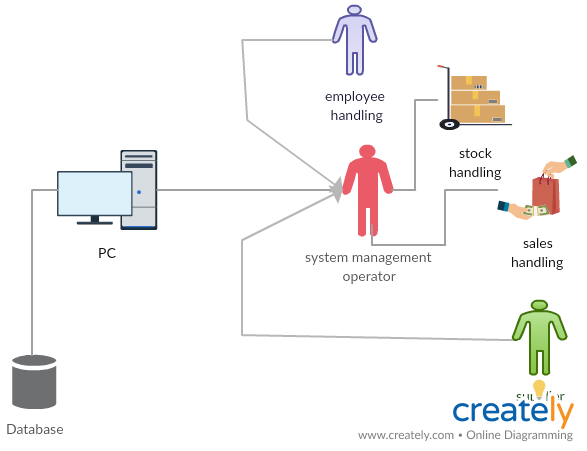 employee
handling
stock
handling
sales
handling
PC
system management
operator
Database
creately
www.creately.com • Online Diagramming